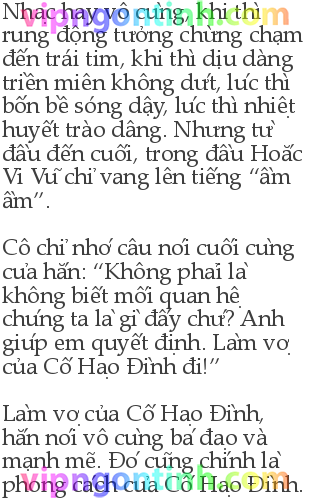 Nhạc hay vô cùng, khi thì
vipngontinh.com
rung động tưởng chừng chạm
đến trái tim, khi thì dịu dàng
triền miên không dứt, lúc thì
bốn bề sóng dậy, lúc thì nhiệt
huyết trào dâng. Nhưng từ
đầu đến cuối, trong đầu Hoắc
Vi Vũ chỉ vang lên tiếng “ầm
ầm”.
Cô chỉ nhớ câu nói cuối cùng
của hắn: “Không phải là
không biết mối quan hệ
chúng ta là gì đấy chứ? Anh
giúp em quyết định. Làm vợ
của Cố Hạo Đình đi!”
Làm vợ của Cố Hạo Đình,
hắn nói vô cùng bá đạo và
mạnh mẽ. Đó cũng chính là
vipngontinh.com
phong cách của Cố Hạo Đình.